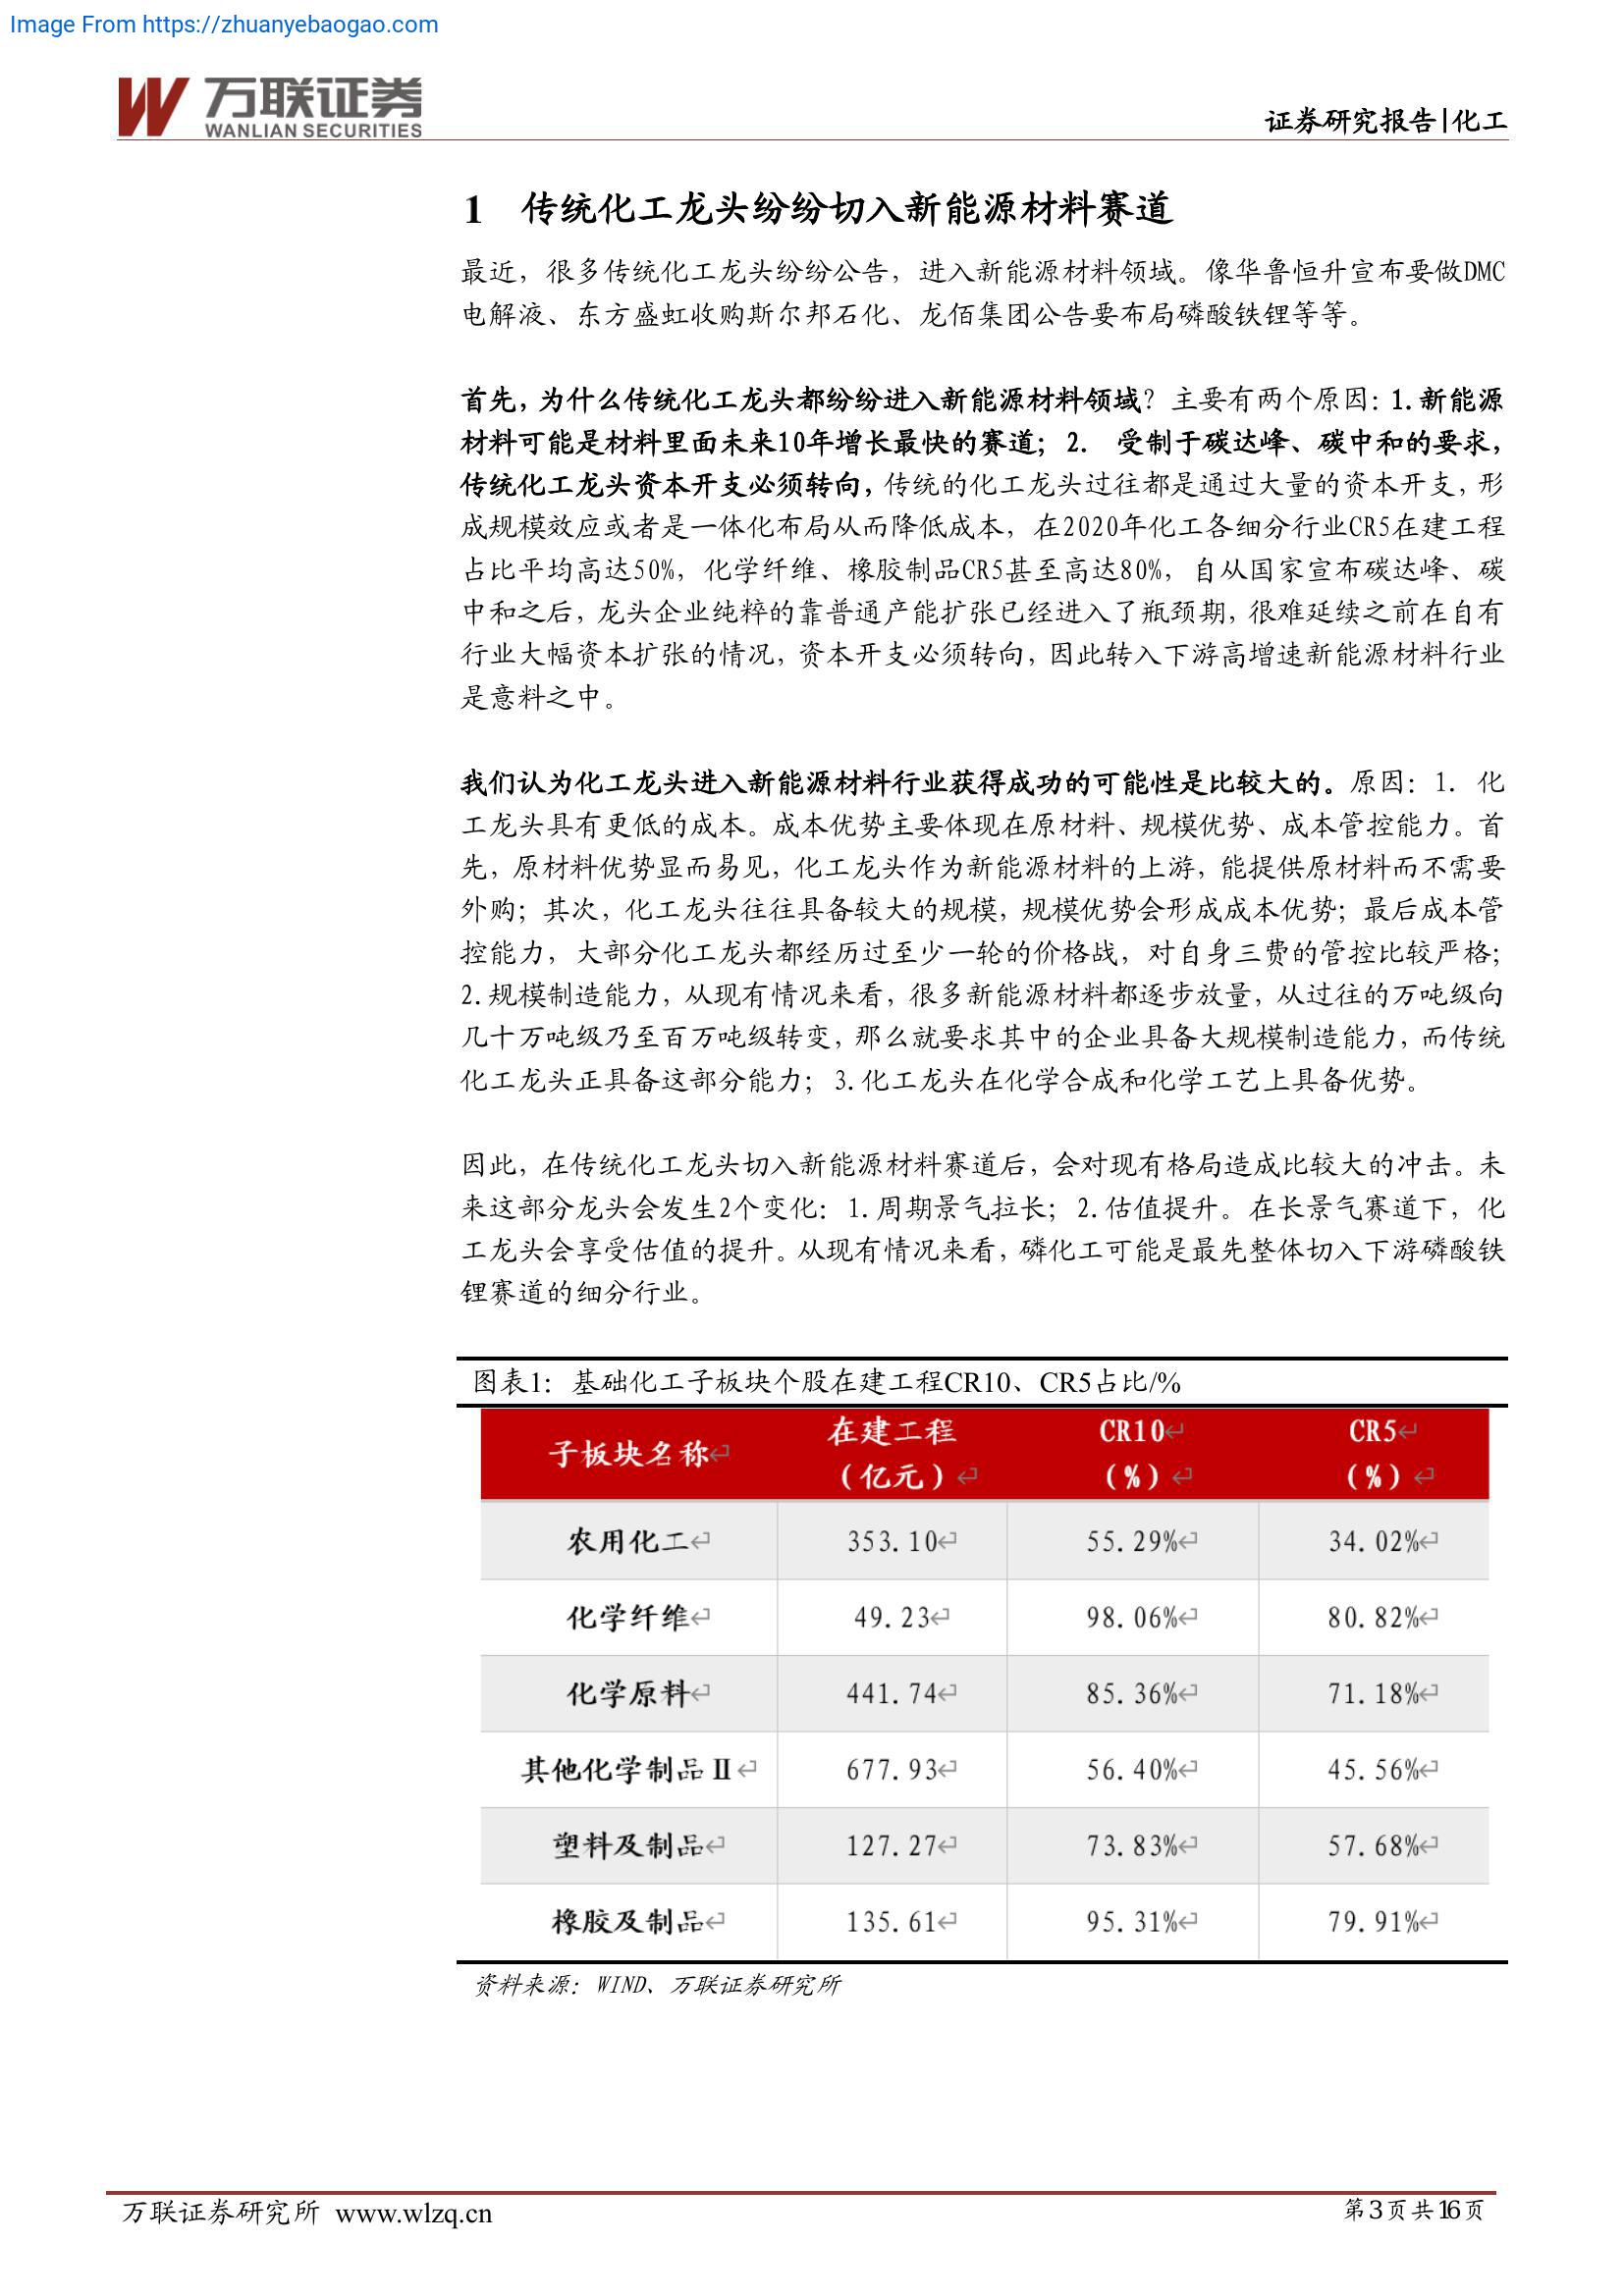 Image From https://zhuanyebaogao.com
万联证券
WANLIAN SECURITIES
证券研究报告|化工
1 传统化工龙头纷纷切入新能源材料赛道
最近，很多传统化工龙头纷纷公告，进入新能源材料领域。像华鲁恒升宣布要做DMC
电解液、东方盛虹收购斯尔邦石化、龙佰集团公告要布局磷酸铁锂等等。
首先，为什么传统化工龙头都纷纷进入新能源材料领域？主要有两个原因：1.新能源
材料可能是材料里面未来10年增长最快的赛道；2. 受制于碳达峰、碳中和的要求，
传统化工龙头资本开支必须转向，传统的化工龙头过往都是通过大量的资本开支，形
成规模效应或者是一体化布局从而降低成本，在2020年化工各细分行业CR5在建工程
占比平均高达50%，化学纤维、橡胶制品CR5甚至高达80%，自从国家宣布碳达峰、碳
中和之后，龙头企业纯粹的靠普通产能扩张已经进入了瓶颈期，很难延续之前在自有
行业大幅资本扩张的情况，资本开支必须转向，因此转入下游高增速新能源材料行业
是意料之中。
我们认为化工龙头进入新能源材料行业获得成功的可能性是比较大的。原因：1. 化
工龙头具有更低的成本。成本优势主要体现在原材料、规模优势、成本管控能力。首
先，原材料优势显而易见，化工龙头作为新能源材料的上游，能提供原材料而不需要
外购；其次，化工龙头往往具备较大的规模，规模优势会形成成本优势；最后成本管
控能力，大部分化工龙头都经历过至少一轮的价格战，对自身三费的管控比较严格；
2.规模制造能力，从现有情况来看，很多新能源材料都逐步放量，从过往的万吨级向
几十万吨级乃至百万吨级转变，那么就要求其中的企业具备大规模制造能力，而传统
化工龙头正具备这部分能力；3.化工龙头在化学合成和化学工艺上具备优势。
因此，在传统化工龙头切入新能源材料赛道后，会对现有格局造成比较大的冲击。未
来这部分龙头会发生2个变化：1.周期景气拉长；2.估值提升。在长景气赛道下，化
工龙头会享受估值的提升。从现有情况来看，磷化工可能是最先整体切入下游磷酸铁
锂赛道的细分行业。
图表1：基础化工子板块个股在建工程CR10、CR5占比/%
子板块名称↵ 在建工程（亿元）↵ CR10↵（%）↵ CR5↵（%）↵
农用化工↵ 353.10↵ 55.29%↵ 34.02%↵
化学纤维↵ 49.23↵ 98.06%↵ 80.82%↵
化学原料↵ 441.74↵ 85.36%↵ 71.18%↵
其他化学制品Ⅱ↵ 677.93↵ 56.40%↵ 45.56%↵
塑料及制品↵ 127.27↵ 73.83%↵ 57.68%↵
橡胶及制品↵ 135.61↵ 95.31%↵ 79.91%↵
资料来源：WIND、万联证券研究所
万联证券研究所 www.wlzq.cn
第3页共16页